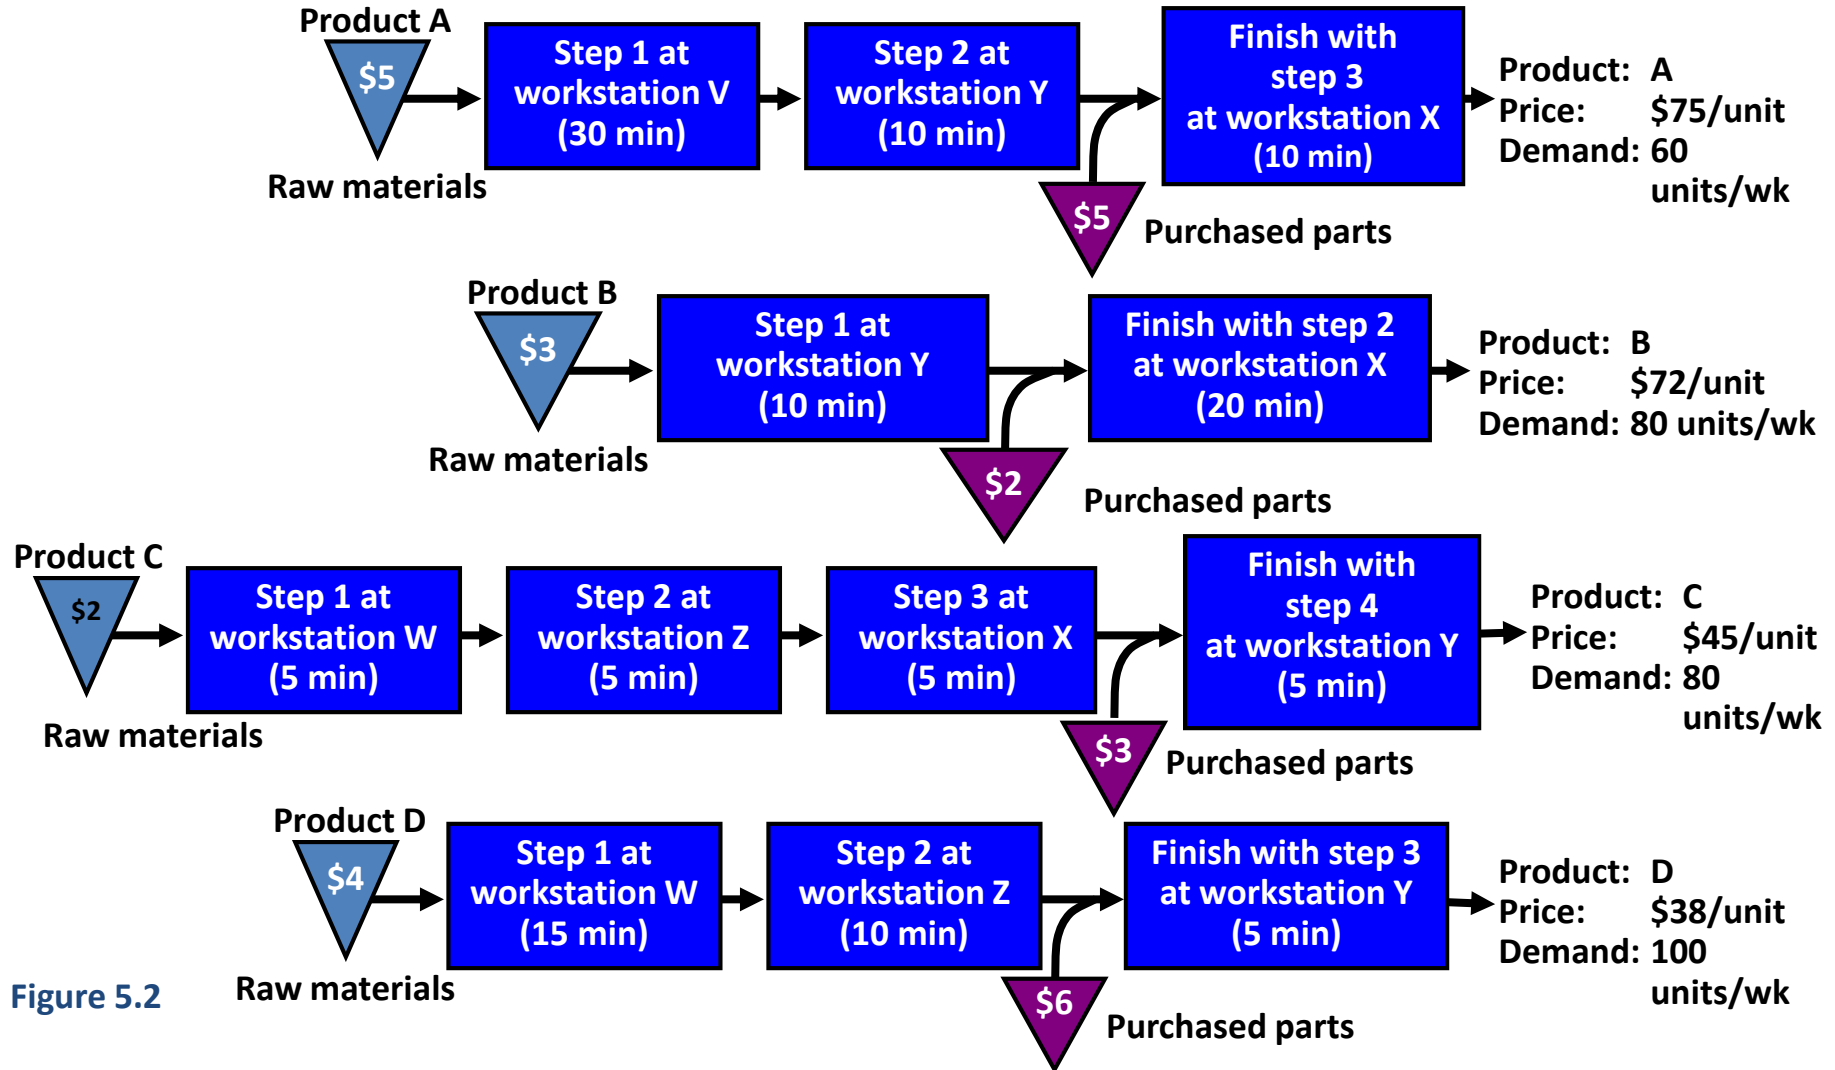 Product A
$5
Raw materials
Step 1 at
workstation V
(30 min)
Step 2 at
workstation Y
(10 min)
$5
Purchased parts
Finish with
step 3
at workstation X
(10 min)
Product: A
Price: $75/unit
Demand: 60
units/wk
Product B
$3
Raw materials
Step 1 at
workstation Y
(10 min)
$2
Purchased parts
Finish with step 2
at workstation X
(20 min)
Product: B
Price: $72/unit
Demand: 80 units/wk
Product C
$2
Raw materials
Step 1 at
workstation W
(5 min)
Step 2 at
workstation Z
(5 min)
Step 3 at
workstation X
(5 min)
$3
Purchased parts
Finish with
step 4
at workstation Y
(5 min)
Product: C
Price: $45/unit
Demand: 80
units/wk
Product D
$4
Raw materials
Step 1 at
workstation W
(15 min)
Step 2 at
workstation Z
(10 min)
$6
Purchased parts
Finish with step 3
at workstation Y
(5 min)
Product: D
Price: $38/unit
Demand: 100
units/wk
Figure 5.2